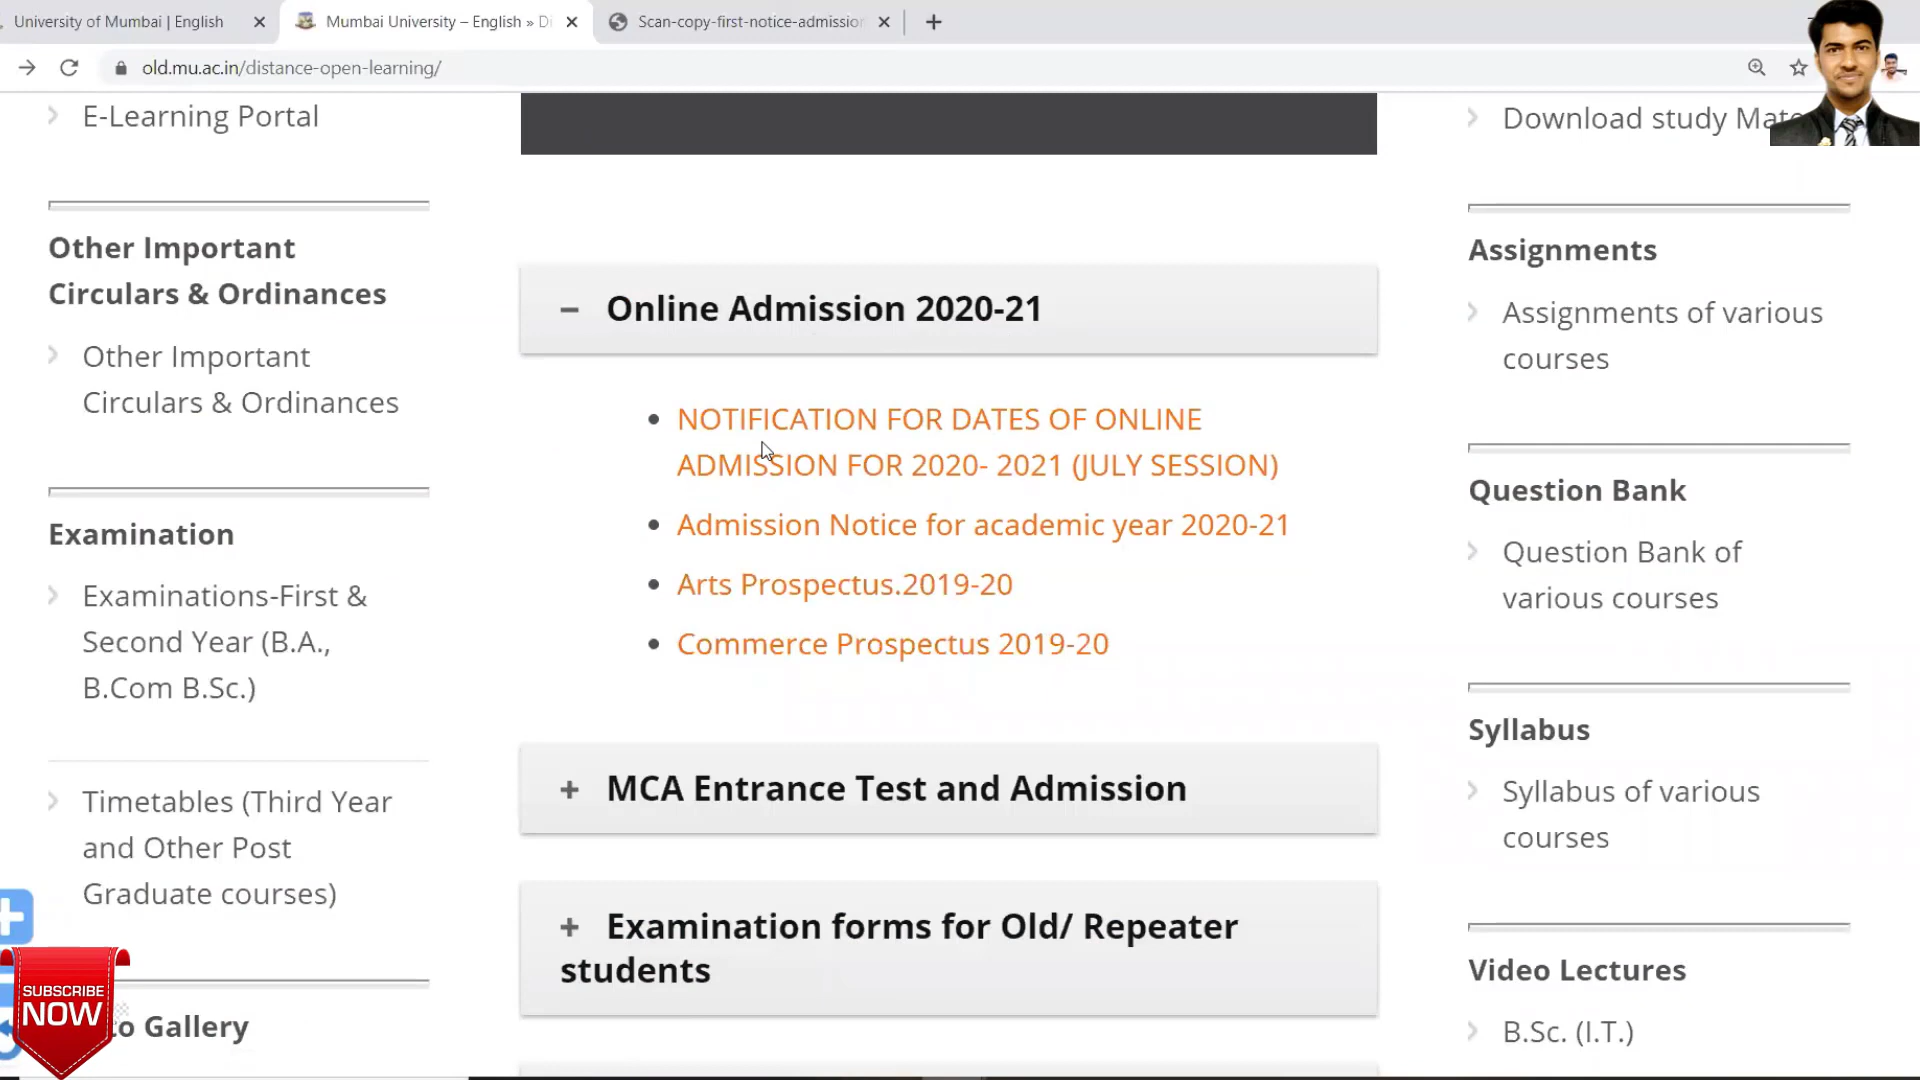 University of Mumbai | English
Mumbai University – English » Di
Scan-copy-first-notice-admission
old.mu.ac.in/distance-open-learning/
E-Learning Portal
Other Important
Circulars & Ordinances
Other Important
Circulars & Ordinances
Examination
Examinations-First &
Second Year (B.A.,
B.Com B.Sc.)
Timetables (Third Year
and Other Post
Graduate courses)
to Gallery
SUBSCRIBE
NOW
Online Admission 2020-21
NOTIFICATION FOR DATES OF ONLINE
ADMISSION FOR 2020- 2021 (JULY SESSION)
Admission Notice for academic year 2020-21
Arts Prospectus.2019-20
Commerce Prospectus 2019-20
MCA Entrance Test and Admission
Examination forms for Old/ Repeater
students
Download study Mate
Assignments
Assignments of various
courses
Question Bank
Question Bank of
various courses
Syllabus
Syllabus of various
courses
Video Lectures
B.Sc. (I.T.)